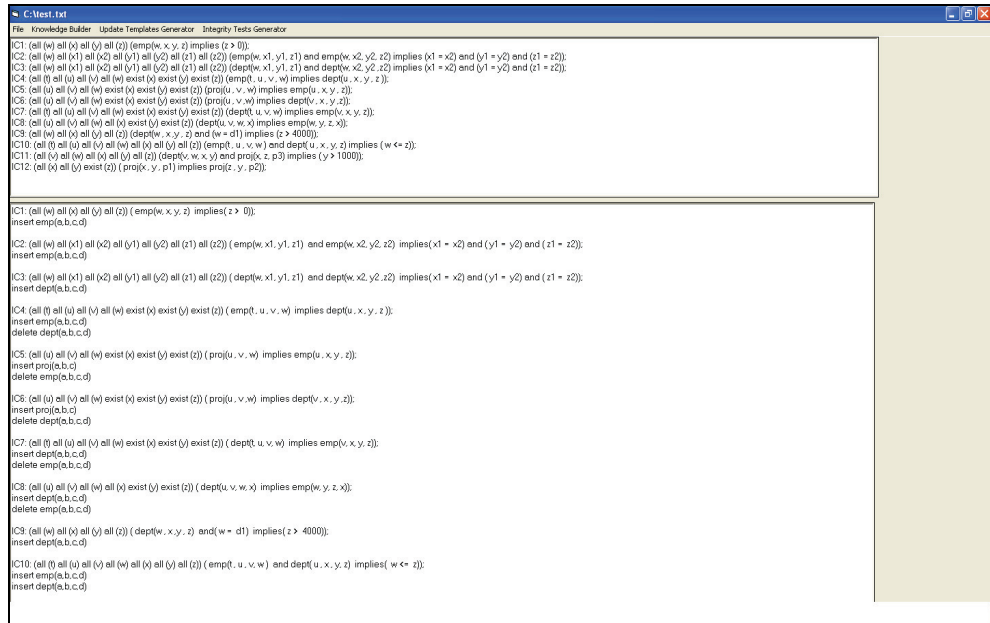 C:\test.txt
File Knowledge Builder Update Templates Generator Integrity Tests Generator
IC1: (all (w) all (x) all (y) all (z)) (emp(w, x, y, z) implies (z > 0));
IC2: (all (w) all (x1) all (x2) all (y1) all (y2) all (z1) all (z2)) (emp(w, x1, y1, z1) and emp(w, x2, y2, z2) implies (x1 = x2) and (y1 = y2) and (z1 = z2));
IC3: (all (w) all (x1) all (x2) all (y1) all (y2) all (z1) all (z2)) (dept(w, x1, y1, z1) and dept(w, x2, y2 ,z2) implies (x1 = x2) and (y1 = y2) and (z1 = z2));
IC4: (all (t) all (u) all (v) all (w) exist (x) exist (y) exist (z)) (emp(t, u , v , w) implies dept(u , x , y , z ));
IC5: (all (u) all (v) all (w) exist (x) exist (y) exist (z)) (proj(u , v , w) implies emp(u , x, y , z));
IC6: (all (u) all (v) all (w) exist (x) exist (y) exist (z)) (proj(u , v ,w) implies dept(v , x , y ,z));
IC7: (all (t) all (u) all (v) all (w) exist (x) exist (y) exist (z)) (dept(t, u, v, w) implies emp(v, x, y, z));
IC8: (all (u) all (v) all (w) all (x) exist (y) exist (z)) (dept(u, v, w, x) implies emp(w, y, z, x));
IC9: (all (w) all (x) all (y) all (z)) (dept(w , x ,y , z) and (w = d1) implies (z > 4000));
IC10: (all (t) all (u) all (v) all (w) all (x) all (y) all (z)) (emp(t, u , v, w ) and dept( u , x, y, z) implies ( w <= z));
IC11: (all (v) all (w) all (x) all (y) all (z)) (dept(v, w, x, y) and proj(x, z, p3) implies ( y > 1000));
IC12: (all (x) all (y) exist (z)) ( proj(x , y , p1) implies proj(z , y , p2));
IC1: (all (w) all (x) all (y) all (z)) ( emp(w, x, y, z) implies( z > 0));
insert emp(a,b,c,d)
IC2: (all (w) all (x1) all (x2) all (y1) all (y2) all (z1) all (z2)) ( emp(w, x1, y1, z1) and emp(w, x2, y2, z2) implies( x1 = x2) and ( y1 = y2) and ( z1 = z2));
insert emp(a,b,c,d)
IC3: (all (w) all (x1) all (x2) all (y1) all (y2) all (z1) all (z2)) ( dept(w, x1, y1, z1) and dept(w, x2, y2 ,z2) implies( x1 = x2) and ( y1 = y2) and ( z1 = z2));
insert dept(a,b,c,d)
IC4: (all (t) all (u) all (v) all (w) exist (x) exist (y) exist (z)) ( emp(t, u , v , w) implies dept(u , x , y , z ));
insert emp(a,b,c,d)
delete dept(a,b,c,d)
IC5: (all (u) all (v) all (w) exist (x) exist (y) exist (z)) ( proj(u , v , w) implies emp(u , x, y , z));
insert proj(a,b,c)
delete emp(a,b,c,d)
IC6: (all (u) all (v) all (w) exist (x) exist (y) exist (z)) ( proj(u , v ,w) implies dept(v , x , y ,z));
insert proj(a,b,c)
delete dept(a,b,c,d)
IC7: (all (t) all (u) all (v) all (w) exist (x) exist (y) exist (z)) ( dept(t, u, v, w) implies emp(v, x, y, z));
insert dept(a,b,c,d)
delete emp(a,b,c,d)
IC8: (all (u) all (v) all (w) all (x) exist (y) exist (z)) ( dept(u, v, w, x) implies emp(w, y, z, x));
insert dept(a,b,c,d)
delete emp(a,b,c,d)
IC9: (all (w) all (x) all (y) all (z)) ( dept(w , x ,y , z) and( w = d1) implies( z > 4000));
insert dept(a,b,c,d)
IC10: (all (t) all (u) all (v) all (w) all (x) all (y) all (z)) ( emp(t, u , v, w ) and dept( u , x, y, z) implies( w <= z));
insert emp(a,b,c,d)
insert dept(a,b,c,d)